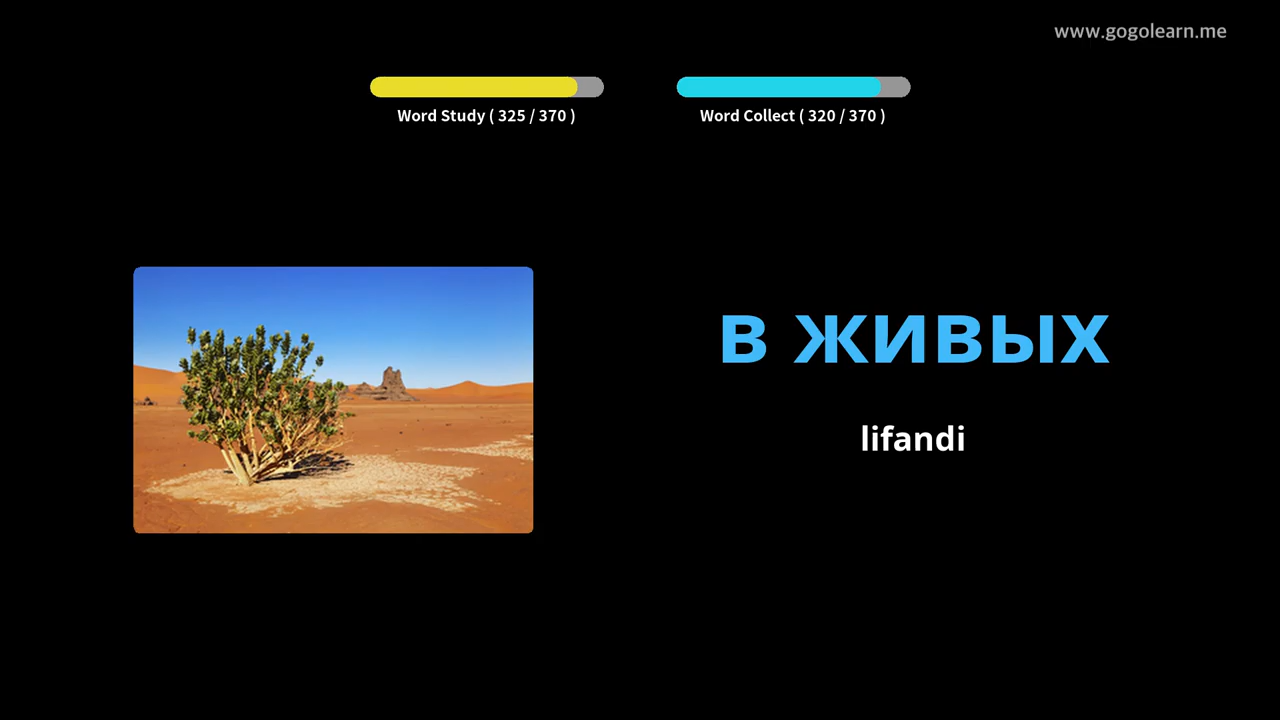 www.gogolearn.me
Word Study ( 325 / 370 )
Word Collect ( 320 / 370 )
в живых
lifandi